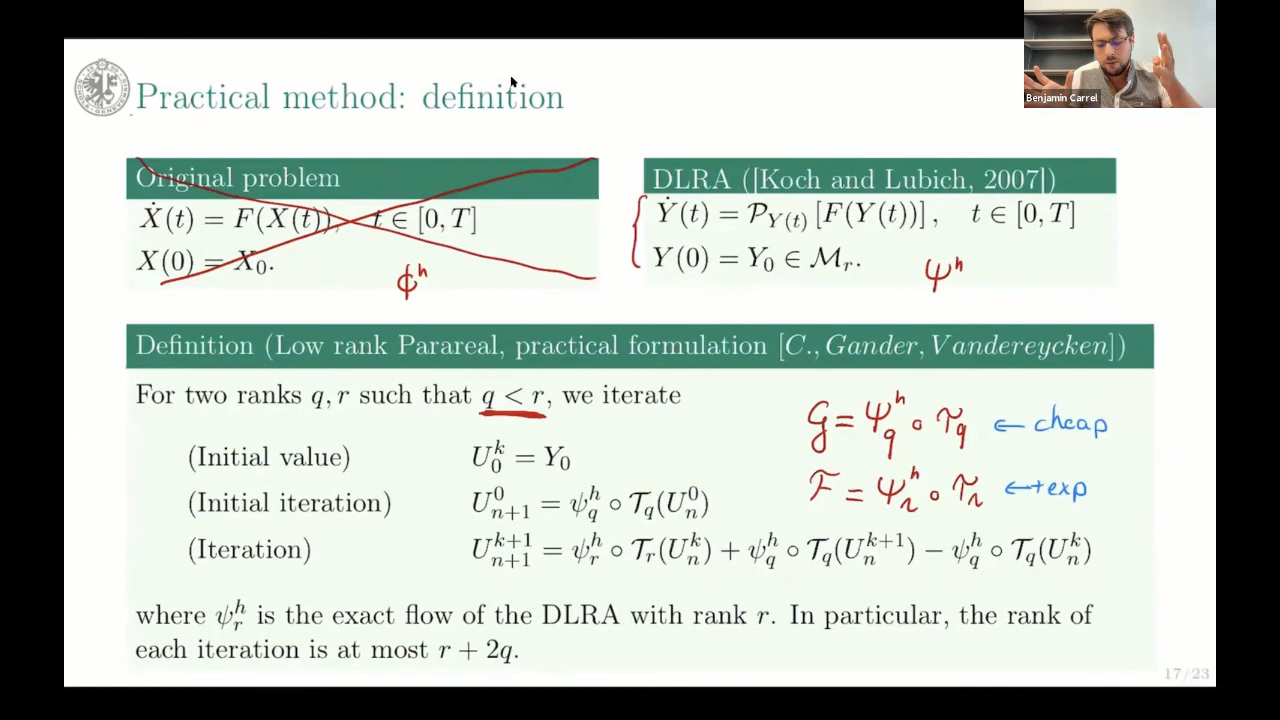 Benjamin Carrel
Practical method: definition
Original problem
Ẋ(t) = F(X(t)), t ∈ [0, T]
X(0) = X₀.
ϕʰ
DLRA ([Koch and Lubich, 2007])
Ẏ(t) = 𝒫_{Y(t)} [F(Y(t))], t ∈ [0, T]
Y(0) = Y₀ ∈ ℳ_r.
ψʰ
Definition (Low rank Parareal, practical formulation [C., Gander, Vandereycken])
For two ranks q, r such that q < r, we iterate
𝒢 = ψ_q^h ∘ 𝒯_q ← cheap
(Initial value) U_0^k = Y_0
ℱ = ψ_r^h ∘ 𝒯_r ← +exp
(Initial iteration) U_{n+1}^0 = ψ_q^h ∘ 𝒯_q(U_n^0)
(Iteration) U_{n+1}^{k+1} = ψ_r^h ∘ 𝒯_r(U_n^k) + ψ_q^h ∘ 𝒯_q(U_n^{k+1}) − ψ_q^h ∘ 𝒯_q(U_n^k)
where ψ_r^h is the exact flow of the DLRA with rank r. In particular, the rank of
each iteration is at most r + 2q.
17/23